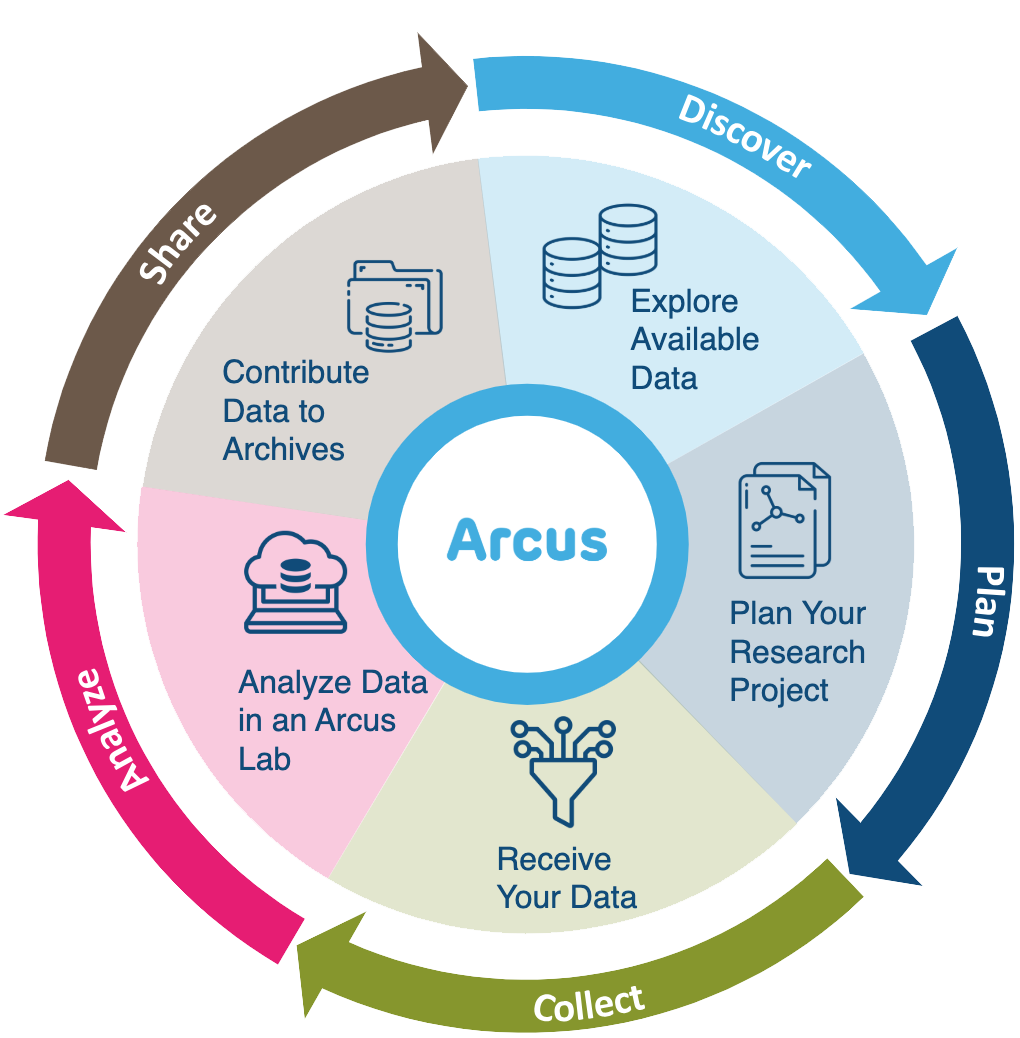 Discover
Explore
Available
Data
Plan
Plan Your
Research
Project
Collect
Receive
Your Data
Analyze
Analyze Data
in an Arcus
Lab
Share
Contribute
Data to
Archives
Arcus